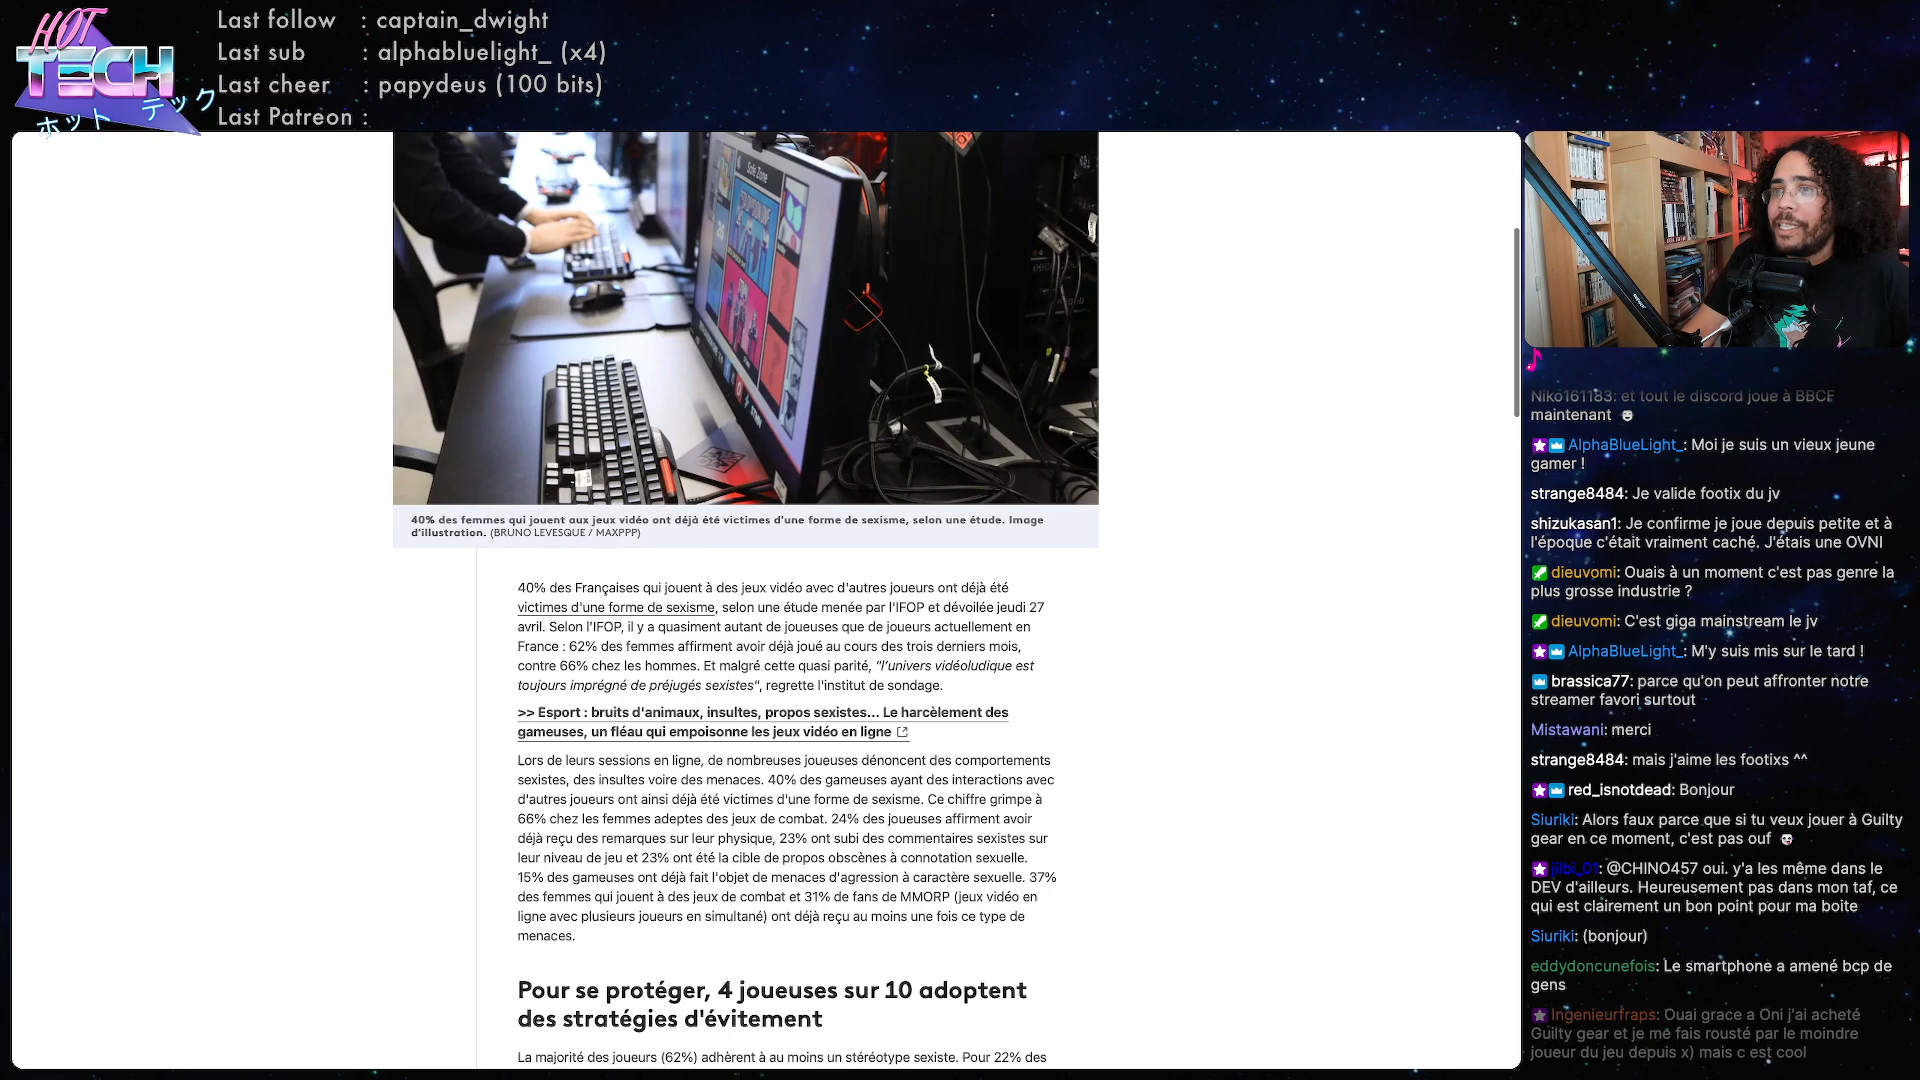 HOT
TECH
ホット テック
Last follow : captain_dwight
Last sub : alphabluelight_ (x4)
Last cheer : papydeus (100 bits)
Last Patreon :
Safe Zone
40% des femmes qui jouent aux jeux vidéo ont déjà été victimes d'une forme de sexisme, selon une étude. Image
d'illustration. (BRUNO LEVESQUE / MAXPPP)
40% des Françaises qui jouent à des jeux vidéo avec d'autres joueurs ont déjà été
victimes d'une forme de sexisme, selon une étude menée par l'IFOP et dévoilée jeudi 27
avril. Selon l'IFOP, il y a quasiment autant de joueuses que de joueurs actuellement en
France : 62% des femmes affirment avoir déjà joué au cours des trois derniers mois,
contre 66% chez les hommes. Et malgré cette quasi parité, "l'univers vidéoludique est
toujours imprégné de préjugés sexistes", regrette l'institut de sondage.
>> Esport : bruits d'animaux, insultes, propos sexistes... Le harcèlement des
gameuses, un fléau qui empoisonne les jeux vidéo en ligne
Lors de leurs sessions en ligne, de nombreuses joueuses dénoncent des comportements
sexistes, des insultes voire des menaces. 40% des gameuses ayant des interactions avec
d'autres joueurs ont ainsi déjà été victimes d'une forme de sexisme. Ce chiffre grimpe à
66% chez les femmes adeptes des jeux de combat. 24% des joueuses affirment avoir
déjà reçu des remarques sur leur physique, 23% ont subi des commentaires sexistes sur
leur niveau de jeu et 23% ont été la cible de propos obscènes à connotation sexuelle.
15% des gameuses ont déjà fait l'objet de menaces d'agression à caractère sexuelle. 37%
des femmes qui jouent à des jeux de combat et 31% de fans de MMORP (jeux vidéo en
ligne avec plusieurs joueurs en simultané) ont déjà reçu au moins une fois ce type de
menaces.
Pour se protéger, 4 joueuses sur 10 adoptent
des stratégies d'évitement
La majorité des joueurs (62%) adhèrent à au moins un stéréotype sexiste. Pour 22% des
Niko161183: et tout le discord joue à BBCF
maintenant
AlphaBlueLight_: Moi je suis un vieux jeune
gamer !
strange8484: Je valide footix du jv
shizukasan1: Je confirme je joue depuis petite et à
l'époque c'était vraiment caché. J'étais une OVNI
dieuvomi: Ouais à un moment c'est pas genre la
plus grosse industrie ?
dieuvomi: C'est giga mainstream le jv
AlphaBlueLight_: M'y suis mis sur le tard !
brassica77: parce qu'on peut affronter notre
streamer favori surtout
Mistawani: merci
strange8484: mais j'aime les footixs ^^
red_isnotdead: Bonjour
Siuriki: Alors faux parce que si tu veux jouer à Guilty
gear en ce moment, c'est pas ouf
jilbi_01: @CHINO457 oui. y'a les même dans le
DEV d'ailleurs. Heureusement pas dans mon taf, ce
qui est clairement un bon point pour ma boite
Siuriki: (bonjour)
eddydoncunefois: Le smartphone a amené bcp de
gens
Ingenieurfraps: Ouai grace a Oni j'ai acheté
Guilty gear et je me fais rousté par le moindre
joueur du jeu depuis x) mais c est cool